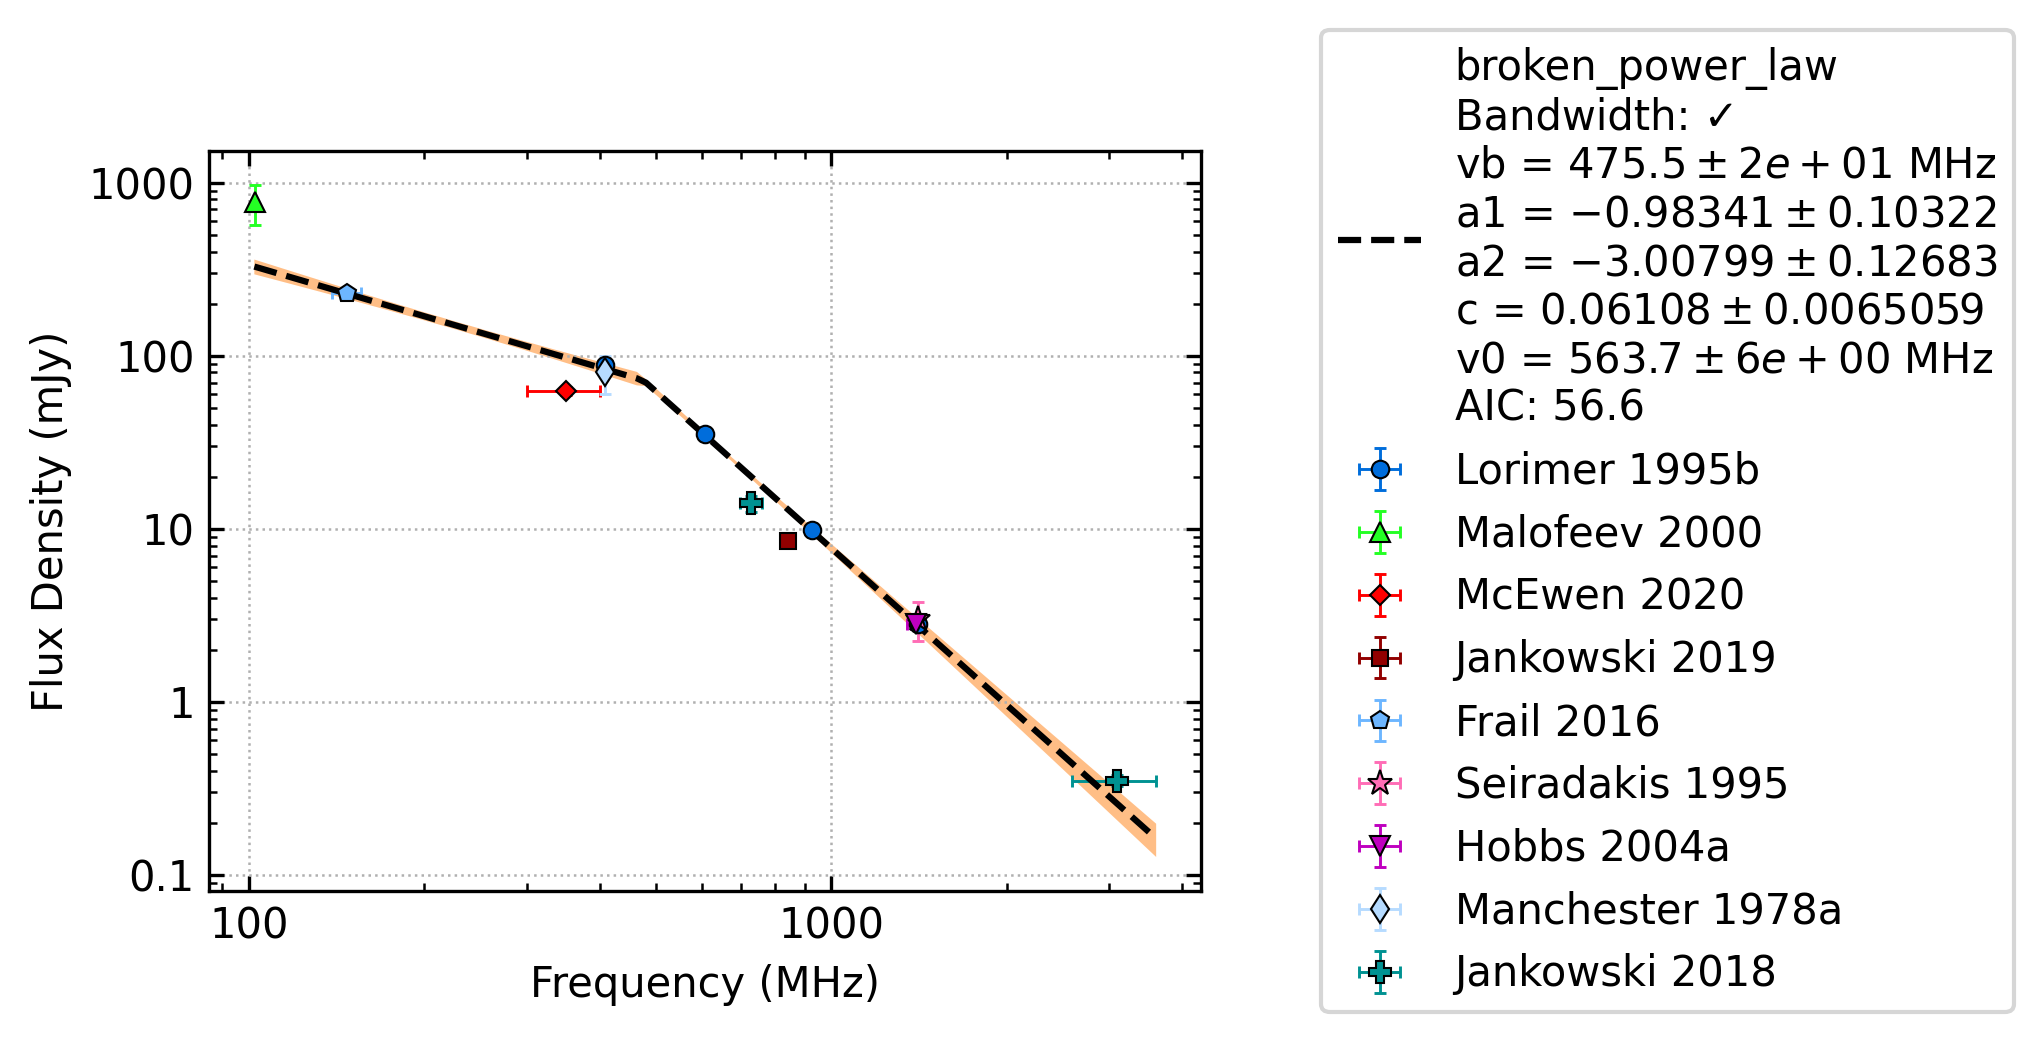 broken_power_law
Bandwidth: ✓
vb = 475.5 ± 2e + 01 MHz
a1 = −0.98341 ± 0.10322
a2 = −3.00799 ± 0.12683
c = 0.06108 ± 0.0065059
v0 = 563.7 ± 6e + 00 MHz
AIC: 56.6
Lorimer 1995b
Malofeev 2000
McEwen 2020
Jankowski 2019
Frail 2016
Seiradakis 1995
Hobbs 2004a
Manchester 1978a
Jankowski 2018
Flux Density (mJy)
1000
100
10
1
0.1
100
1000
Frequency (MHz)